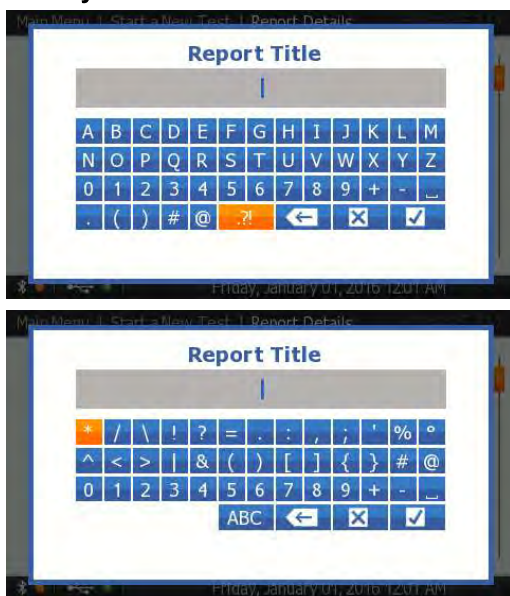 Main Menu | Start a New Test | Report Details
Report Title
A B C D E F G H I J K L M
N O P Q R S T U V W X Y Z
0 1 2 3 4 5 6 7 8 9 + - _
. ( ) # @ .?!
Friday, January 01, 2016 12:01 AM
Main Menu | Start a New Test | Report Details
Report Title
* / \ ! ? = . : , ; ' % °
^ < > | & ( ) [ ] { } # @
0 1 2 3 4 5 6 7 8 9 + - _
ABC
Friday, January 01, 2016 12:01 AM